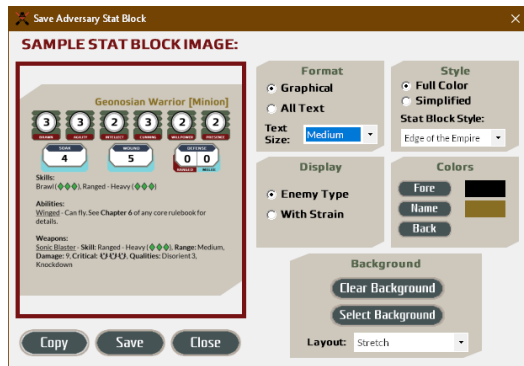 Save Adversary Stat Block
SAMPLE STAT BLOCK IMAGE:
Geonosian Warrior [Minion]
3 3 2 3 2 2
BRAWN AGILITY INTELLECT CUNNING WILLPOWER PRESENCE
SOAK WOUND DEFENSE
4 5 0 0
RANGED MELEE
Skills:
Brawl (), Ranged - Heavy ()
Abilities:
Winged - Can fly. See Chapter 6 of any core rulebook for
details.
Weapons:
Sonic Blaster - Skill: Ranged - Heavy (), Range: Medium,
Damage: 9, Critical: , Qualities: Disorient 3,
Knockdown
Copy
Save
Close
Format
Graphical
All Text
Text
Size:
Medium
Style
Full Color
Simplified
Stat Block Style:
Edge of the Empire
Display
Enemy Type
With Strain
Colors
Fore
Name
Back
Background
Clear Background
Select Background
Layout: Stretch